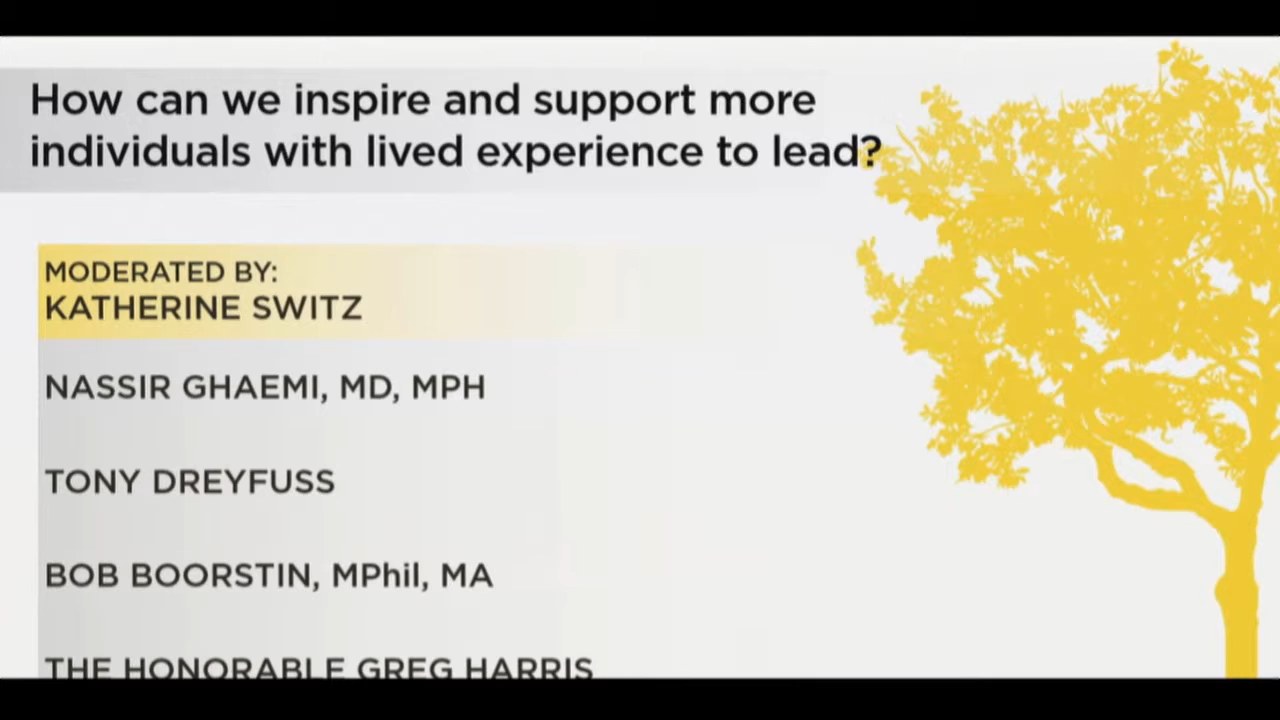 How can we inspire and support more
individuals with lived experience to lead?
MODERATED BY:
KATHERINE SWITZ
NASSIR GHAEMI, MD, MPH
TONY DREYFUSS
BOB BOORSTIN, MPhil, MA
THE HONORABLE GREG HARRIS